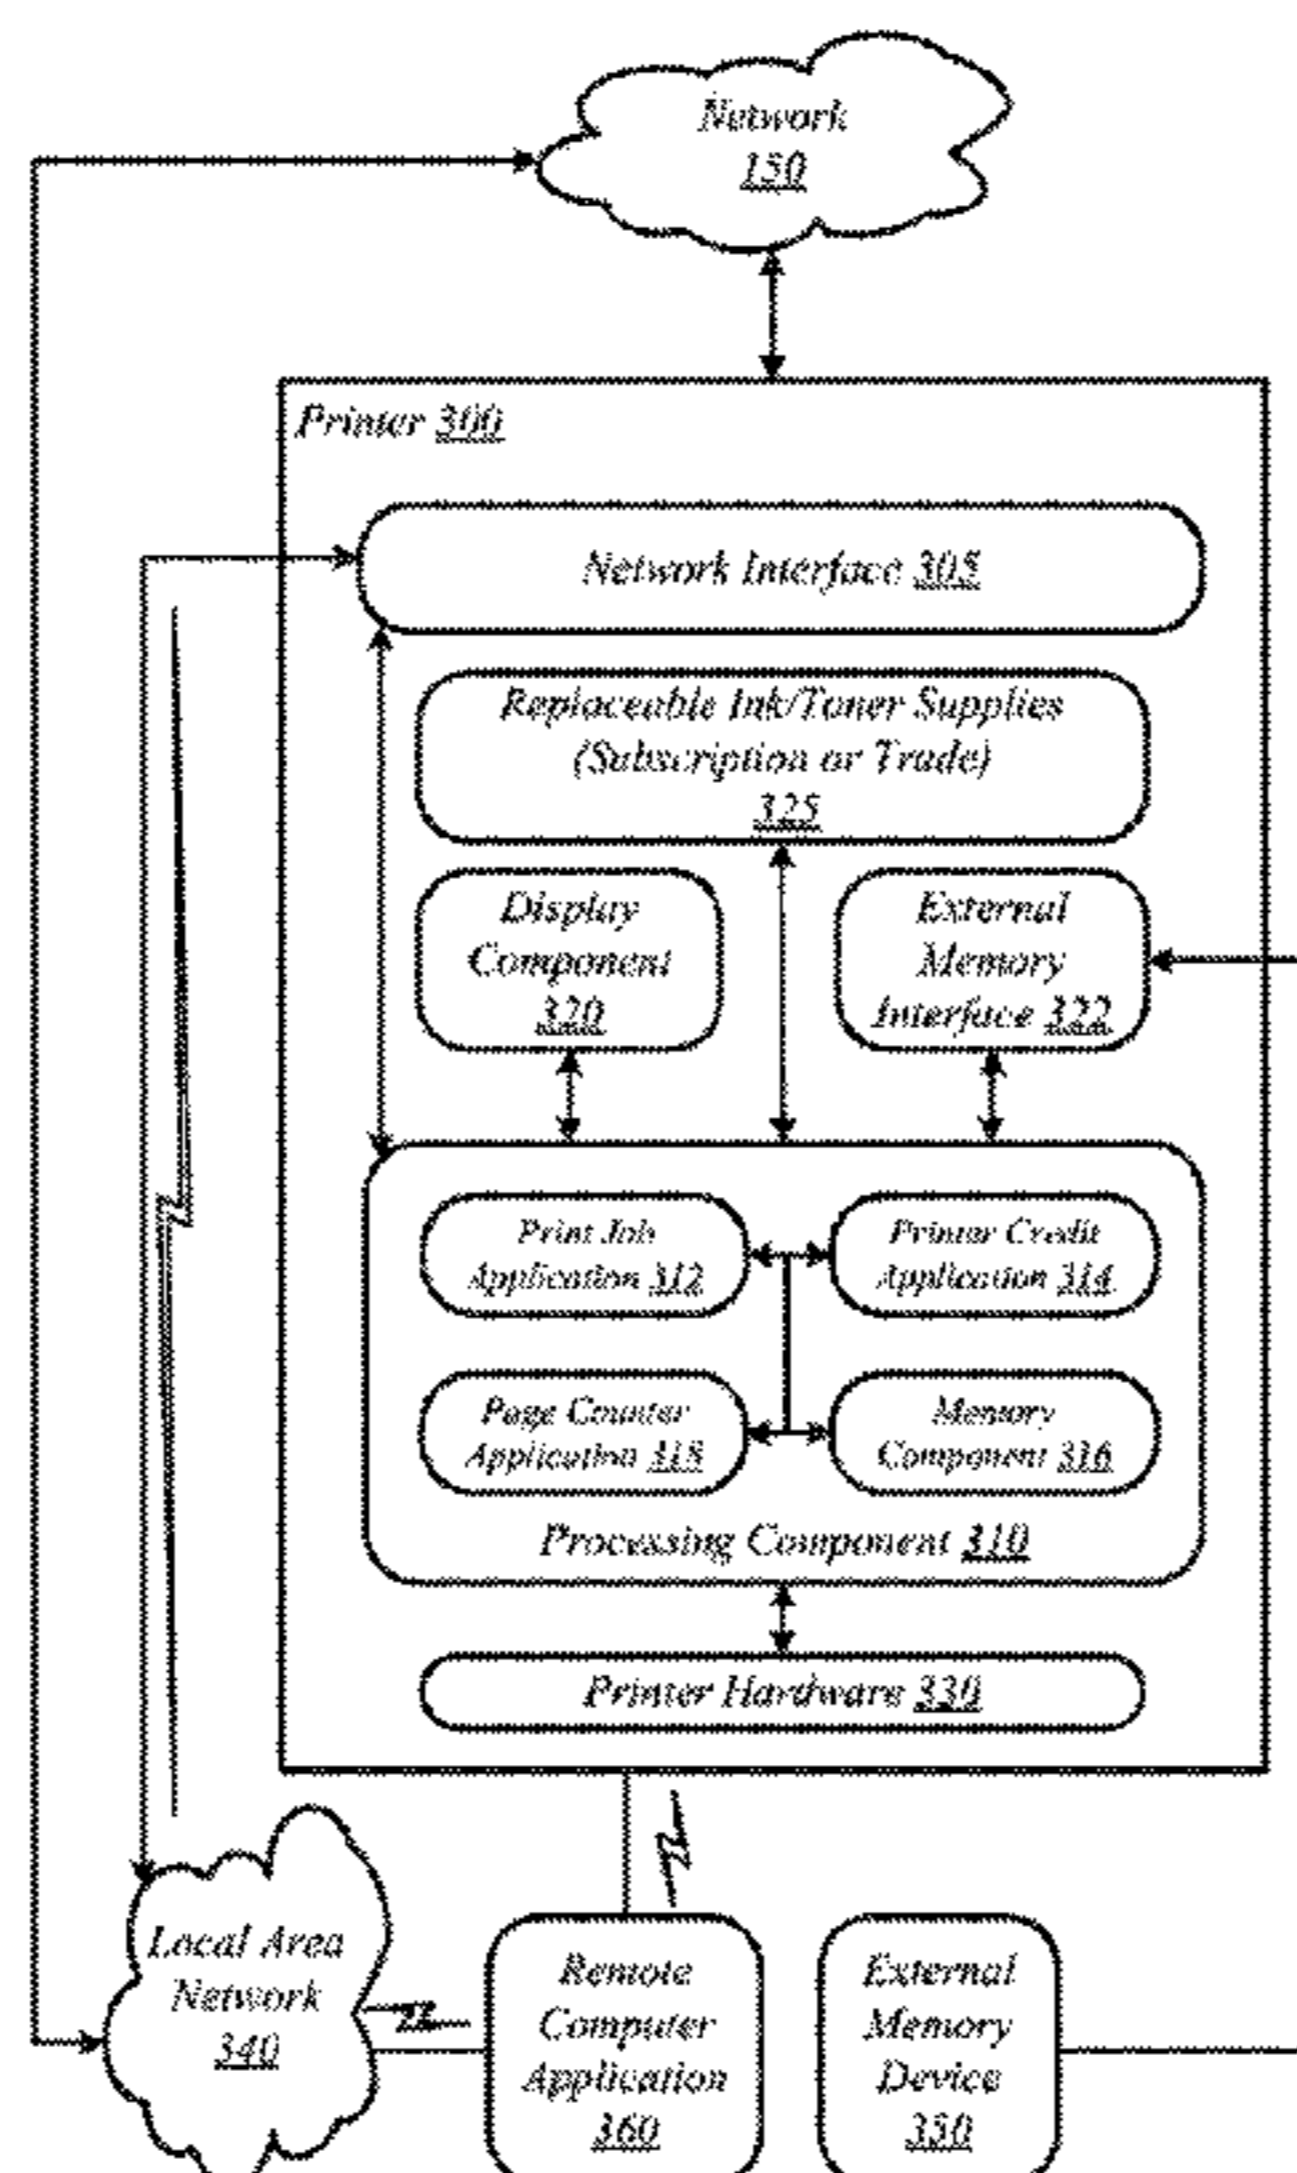 Network
150
Printer 300
Network Interface 305
Replaceable Ink/Toner Supplies
(Subscription or Trade)
325
Display
Component
320
External
Memory
Interface 322
Print Job
Application 312
Printer Credit
Application 314
Page Counter
Application 318
Memory
Component 316
Processing Component 310
Printer Hardware 330
Local Area
Network
340
Remote
Computer
Application
360
External
Memory
Device
350